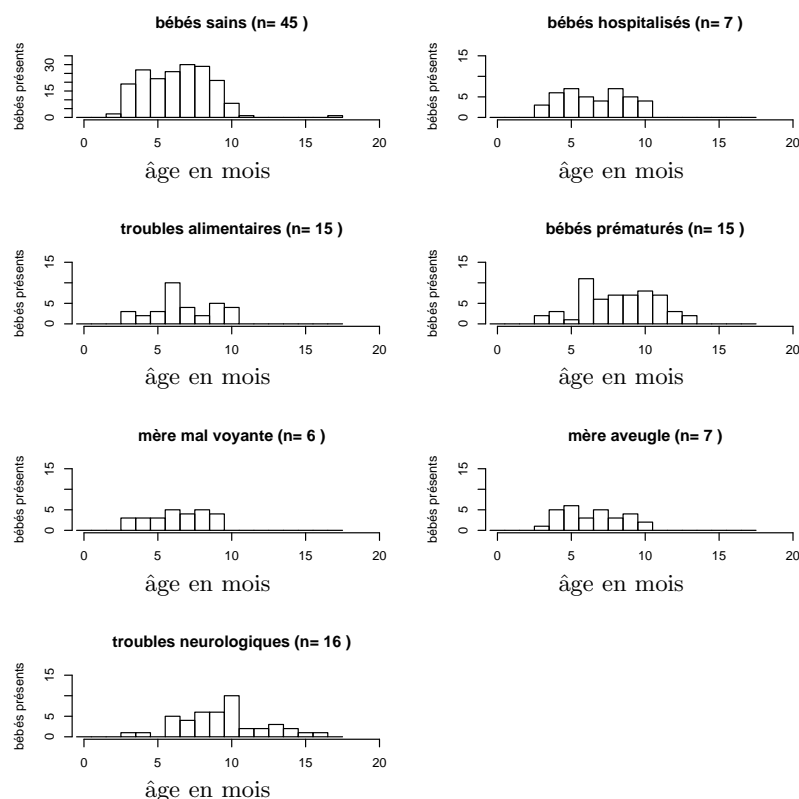 bébés sains (n= 45 )
bébés présents
0 15 30
0 5 10 15 20
âge en mois
bébés hospitalisés (n= 7 )
bébés présents
0 5 15
0 5 10 15 20
âge en mois
troubles alimentaires (n= 15 )
bébés présents
0 5 15
0 5 10 15 20
âge en mois
bébés prématurés (n= 15 )
bébés présents
0 5 15
0 5 10 15 20
âge en mois
mère mal voyante (n= 6 )
bébés présents
0 5 15
0 5 10 15 20
âge en mois
mère aveugle (n= 7 )
bébés présents
0 5 15
0 5 10 15 20
âge en mois
troubles neurologiques (n= 16 )
bébés présents
0 5 15
0 5 10 15 20
âge en mois